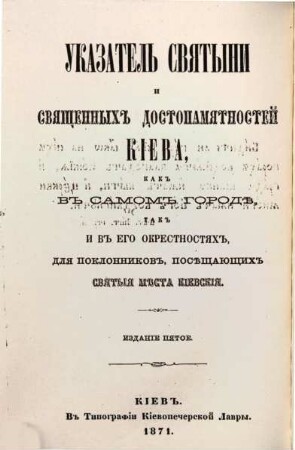 УКАЗАТЕЛЬ СВЯТЫНИ
И
СВЯЩЕННЫХЪ ДОСТОПАМЯТНОСТЕЙ
КІЕВА,
КАКЪ
ВЪ САМОМЪ ГОРОДѢ,
ТАКЪ
И ВЪ ЕГО ОКРЕСТНОСТЯХЪ,
ДЛЯ ПОКЛОННИКОВЪ, ПОСѢЩАЮЩИХЪ
СВЯТЫЯ МѢСТА КІЕВСКІЯ.
ИЗДАНІЕ ПЯТОЕ.
КІЕВЪ.
Въ Типографіи Кіевопечерской Лавры.
1871.